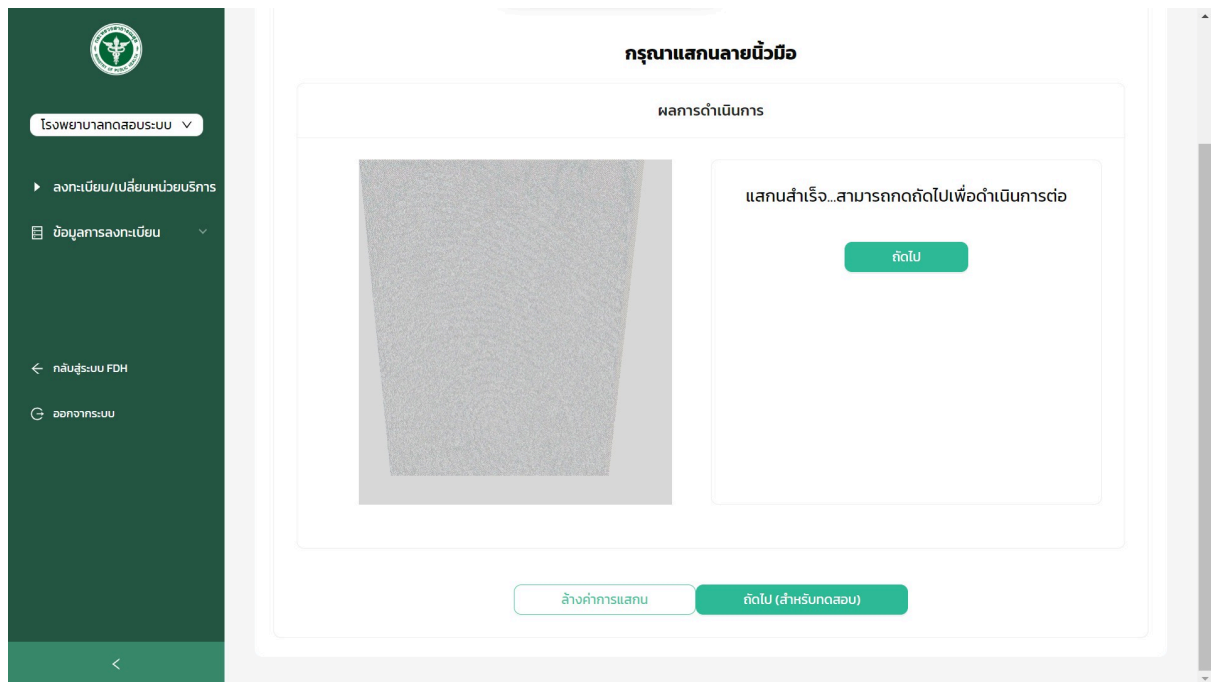 กรุณาแสกนลายนิ้วมือ
โรงพยาบาลทดสอบระบบ
ลงทะเบียน/เปลี่ยนหน่วยบริการ
ข้อมูลการลงทะเบียน
กลับสู่ระบบ FDH
ออกจากระบบ
ผลการดำเนินการ
แสกนสำเร็จ...สามารถกดถัดไปเพื่อดำเนินการต่อ
ถัดไป
ล้างค่าการแสกน
ถัดไป (สำหรับทดสอบ)